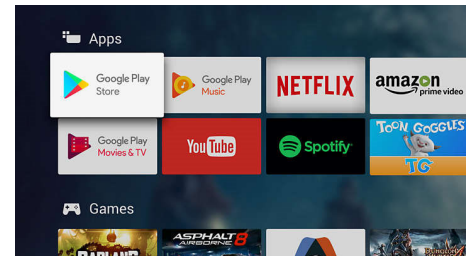 Apps
Google Play
Store
Google Play
Music
NETFLIX
amazon
prime video
Google Play
Movies & TV
YouTube
Spotify
TOON GOGGLES
TG
Games
BADLAND
ASPHALT 8
AIRBORNE